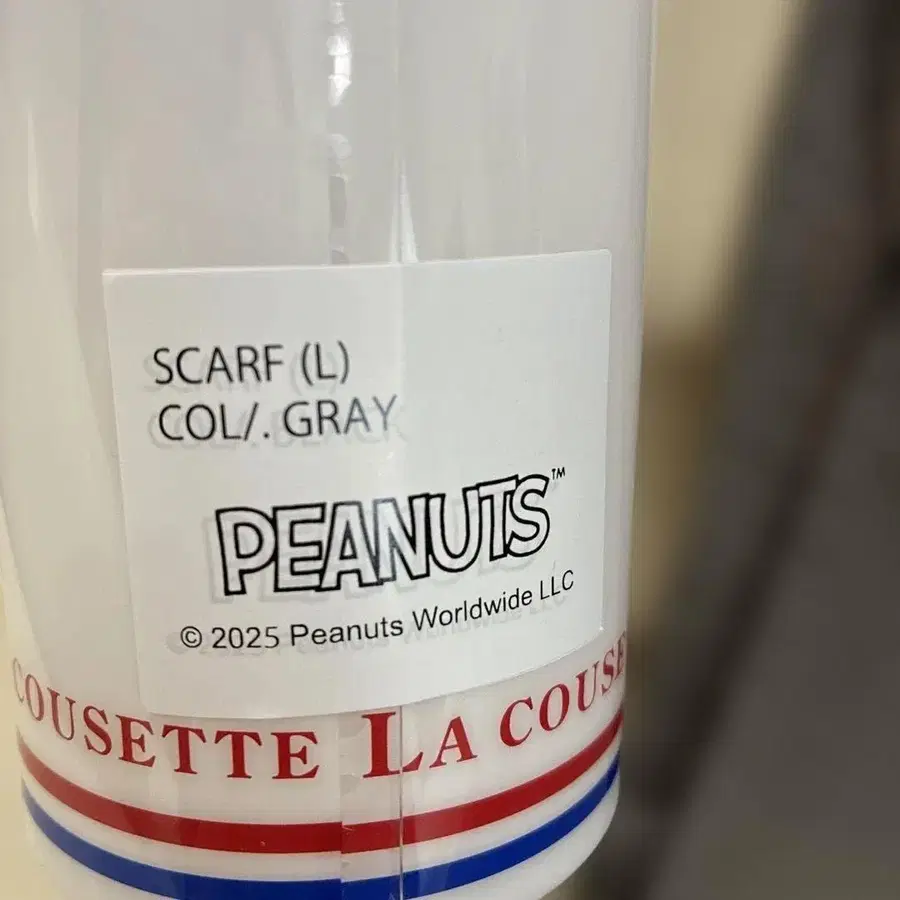 SCARF (L)
COL/. GRAY
PEANUTS™
© 2025 Peanuts Worldwide LLC
COUSETTE LA COUSE